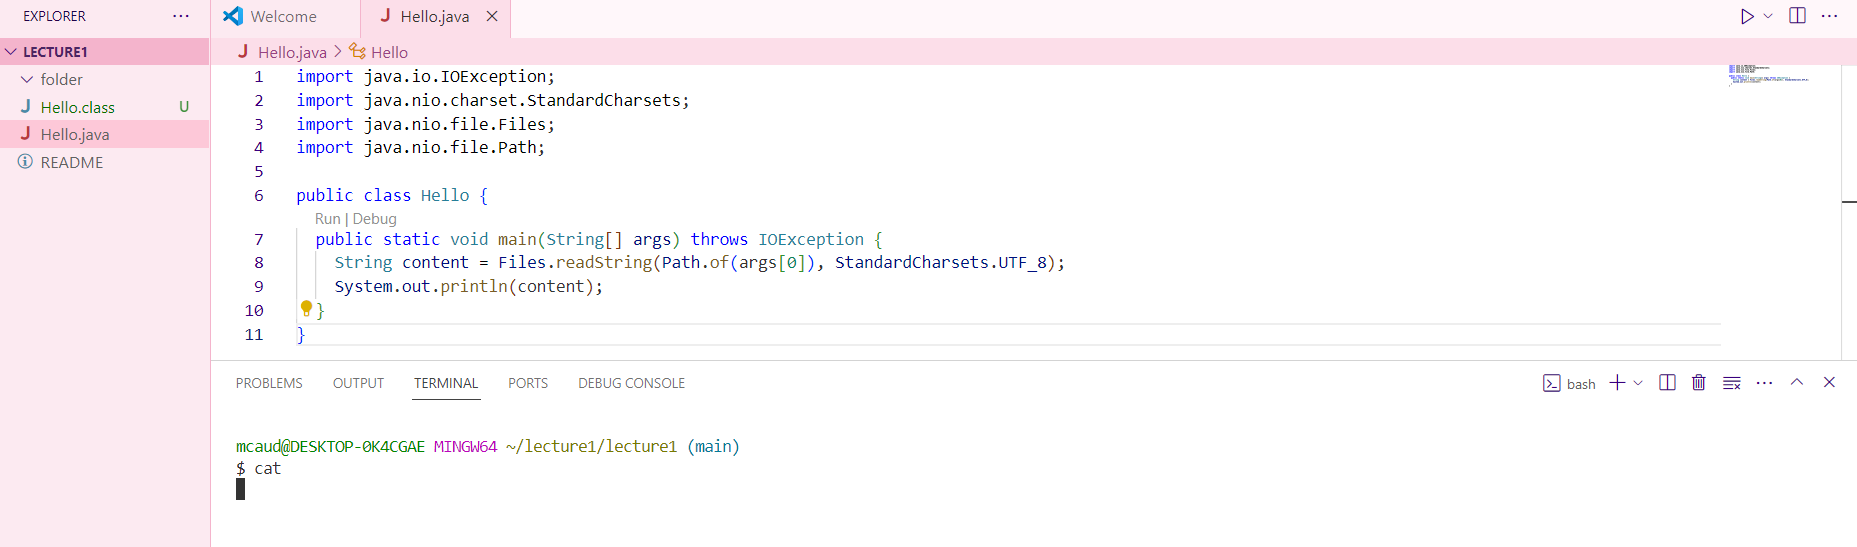 EXPLORER
LECTURE1
folder
Hello.class U
Hello.java
README
Welcome
Hello.java
Hello.java > Hello
1 import java.io.IOException;
2 import java.nio.charset.StandardCharsets;
3 import java.nio.file.Files;
4 import java.nio.file.Path;
5
6 public class Hello {
Run | Debug
7 public static void main(String[] args) throws IOException {
8 String content = Files.readString(Path.of(args[0]), StandardCharsets.UTF_8);
9 System.out.println(content);
10 }
11 }
PROBLEMS OUTPUT TERMINAL PORTS DEBUG CONSOLE
bash
mcaud@DESKTOP-0K4CGAE MINGW64 ~/lecture1/lecture1 (main)
$ cat